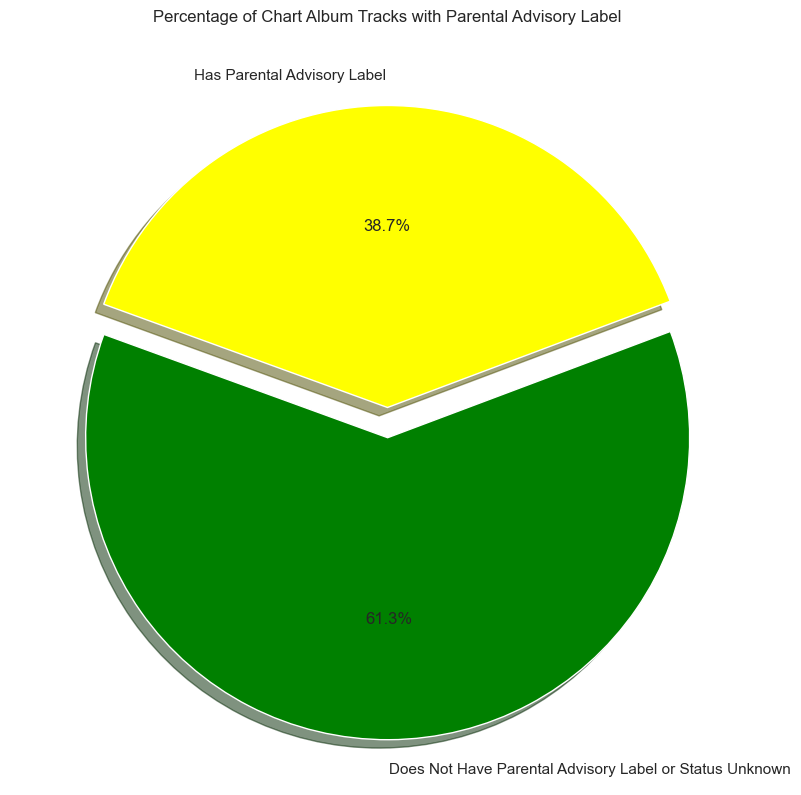 Percentage of Chart Album Tracks with Parental Advisory Label
Has Parental Advisory Label
38.7%
61.3%
Does Not Have Parental Advisory Label or Status Unknown